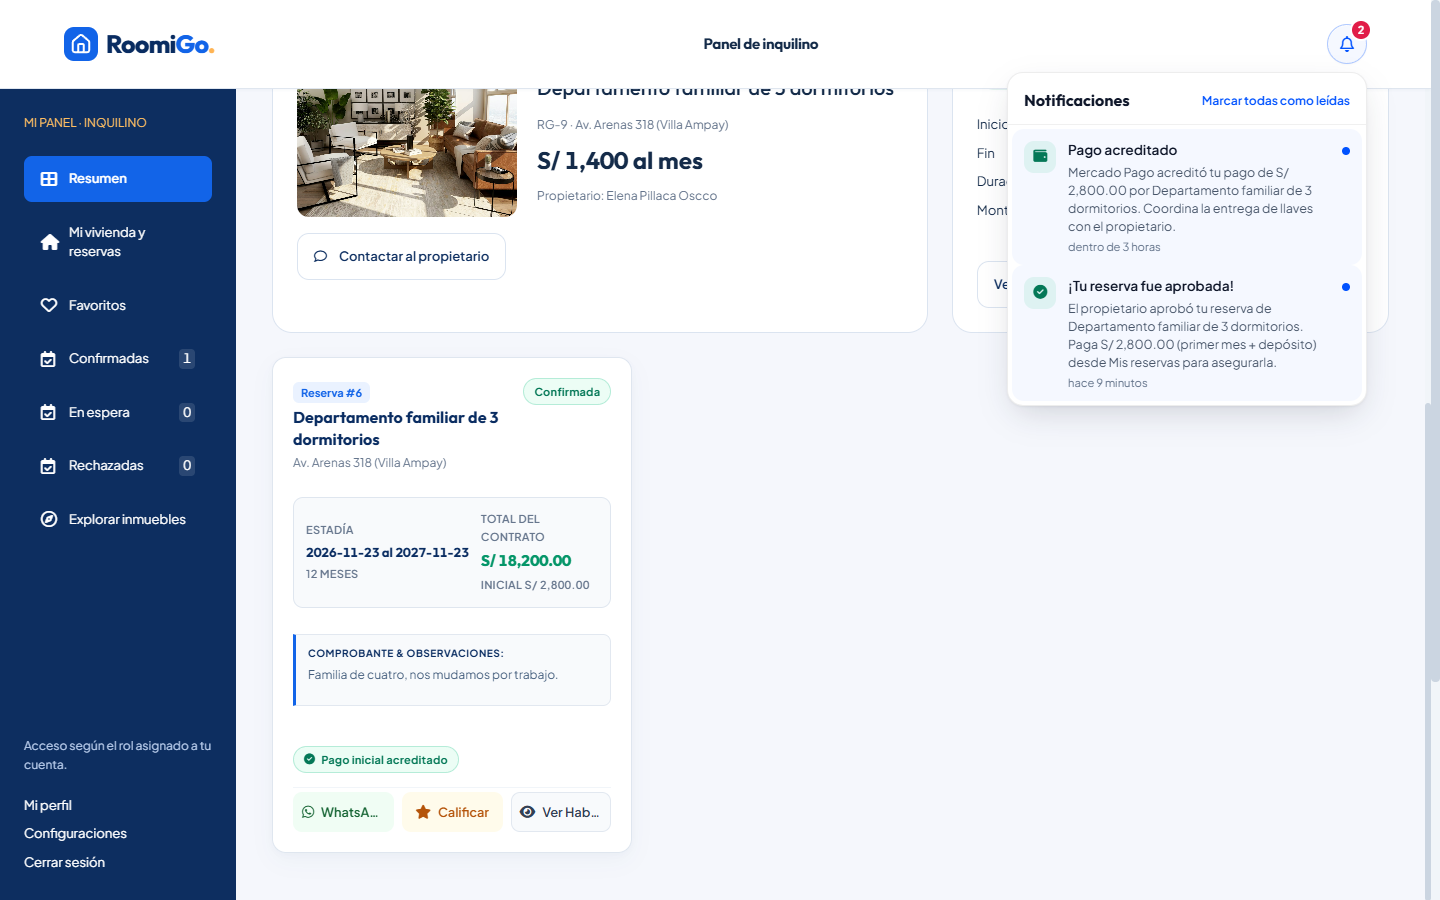 RoomiGo.
Panel de inquilino
2
MI PANEL · INQUILINO
Resumen
Mi vivienda y
reservas
Favoritos
Confirmadas 1
En espera 0
Rechazadas 0
Explorar inmuebles
Acceso según el rol asignado a tu
cuenta.
Mi perfil
Configuraciones
Cerrar sesión
Departamento familiar de 3 dormitorios
RG-9 · Av. Arenas 318 (Villa Ampay)
S/ 1,400 al mes
Propietario: Elena Pillaca Oscco
Contactar al propietario
Fin
Notificaciones
Marcar todas como leídas
Pago acreditado
Mercado Pago acreditó tu pago de S/
2,800.00 por Departamento familiar de 3
dormitorios. Coordina la entrega de llaves
con el propietario.
dentro de 3 horas
¡Tu reserva fue aprobada!
El propietario aprobó tu reserva de
Departamento familiar de 3 dormitorios.
Paga S/ 2,800.00 (primer mes + depósito)
desde Mis reservas para asegurarla.
hace 9 minutos
Reserva #6
Confirmada
Departamento familiar de 3
dormitorios
Av. Arenas 318 (Villa Ampay)
ESTADÍA
2026-11-23 al 2027-11-23
12 MESES
TOTAL DEL
CONTRATO
S/ 18,200.00
INICIAL S/ 2,800.00
COMPROBANTE & OBSERVACIONES:
Familia de cuatro, nos mudamos por trabajo.
Pago inicial acreditado
WhatsA...
Calificar
Ver Hab...